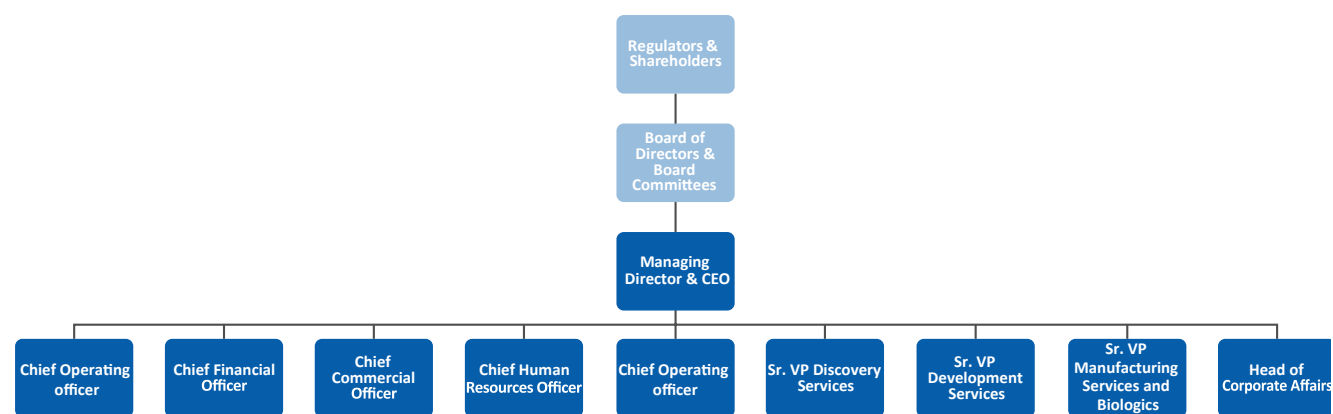 Regulators &
Shareholders
Board of
Directors &
Board
Committees
Managing
Director & CEO
Chief Operating
officer
Chief Financial
Officer
Chief
Commercial
Officer
Chief Human
Resources Officer
Chief Operating
officer
Sr. VP Discovery
Services
Sr. VP
Development
Services
Sr. VP
Manufacturing
Services and
Biologics
Head of
Corporate Affairs